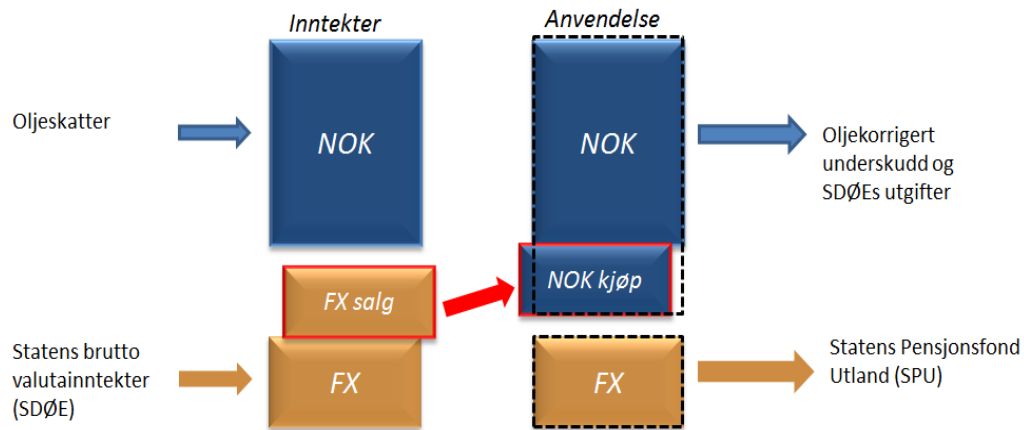 Inntekter
Anvendelse
Oljeskatter
NOK
NOK
Oljekorrigert
underskudd og
SDØEs utgifter
FX salg
NOK kjøp
Statens brutto
valutainntekter
(SDØE)
FX
FX
Statens Pensjonsfond
Utland (SPU)